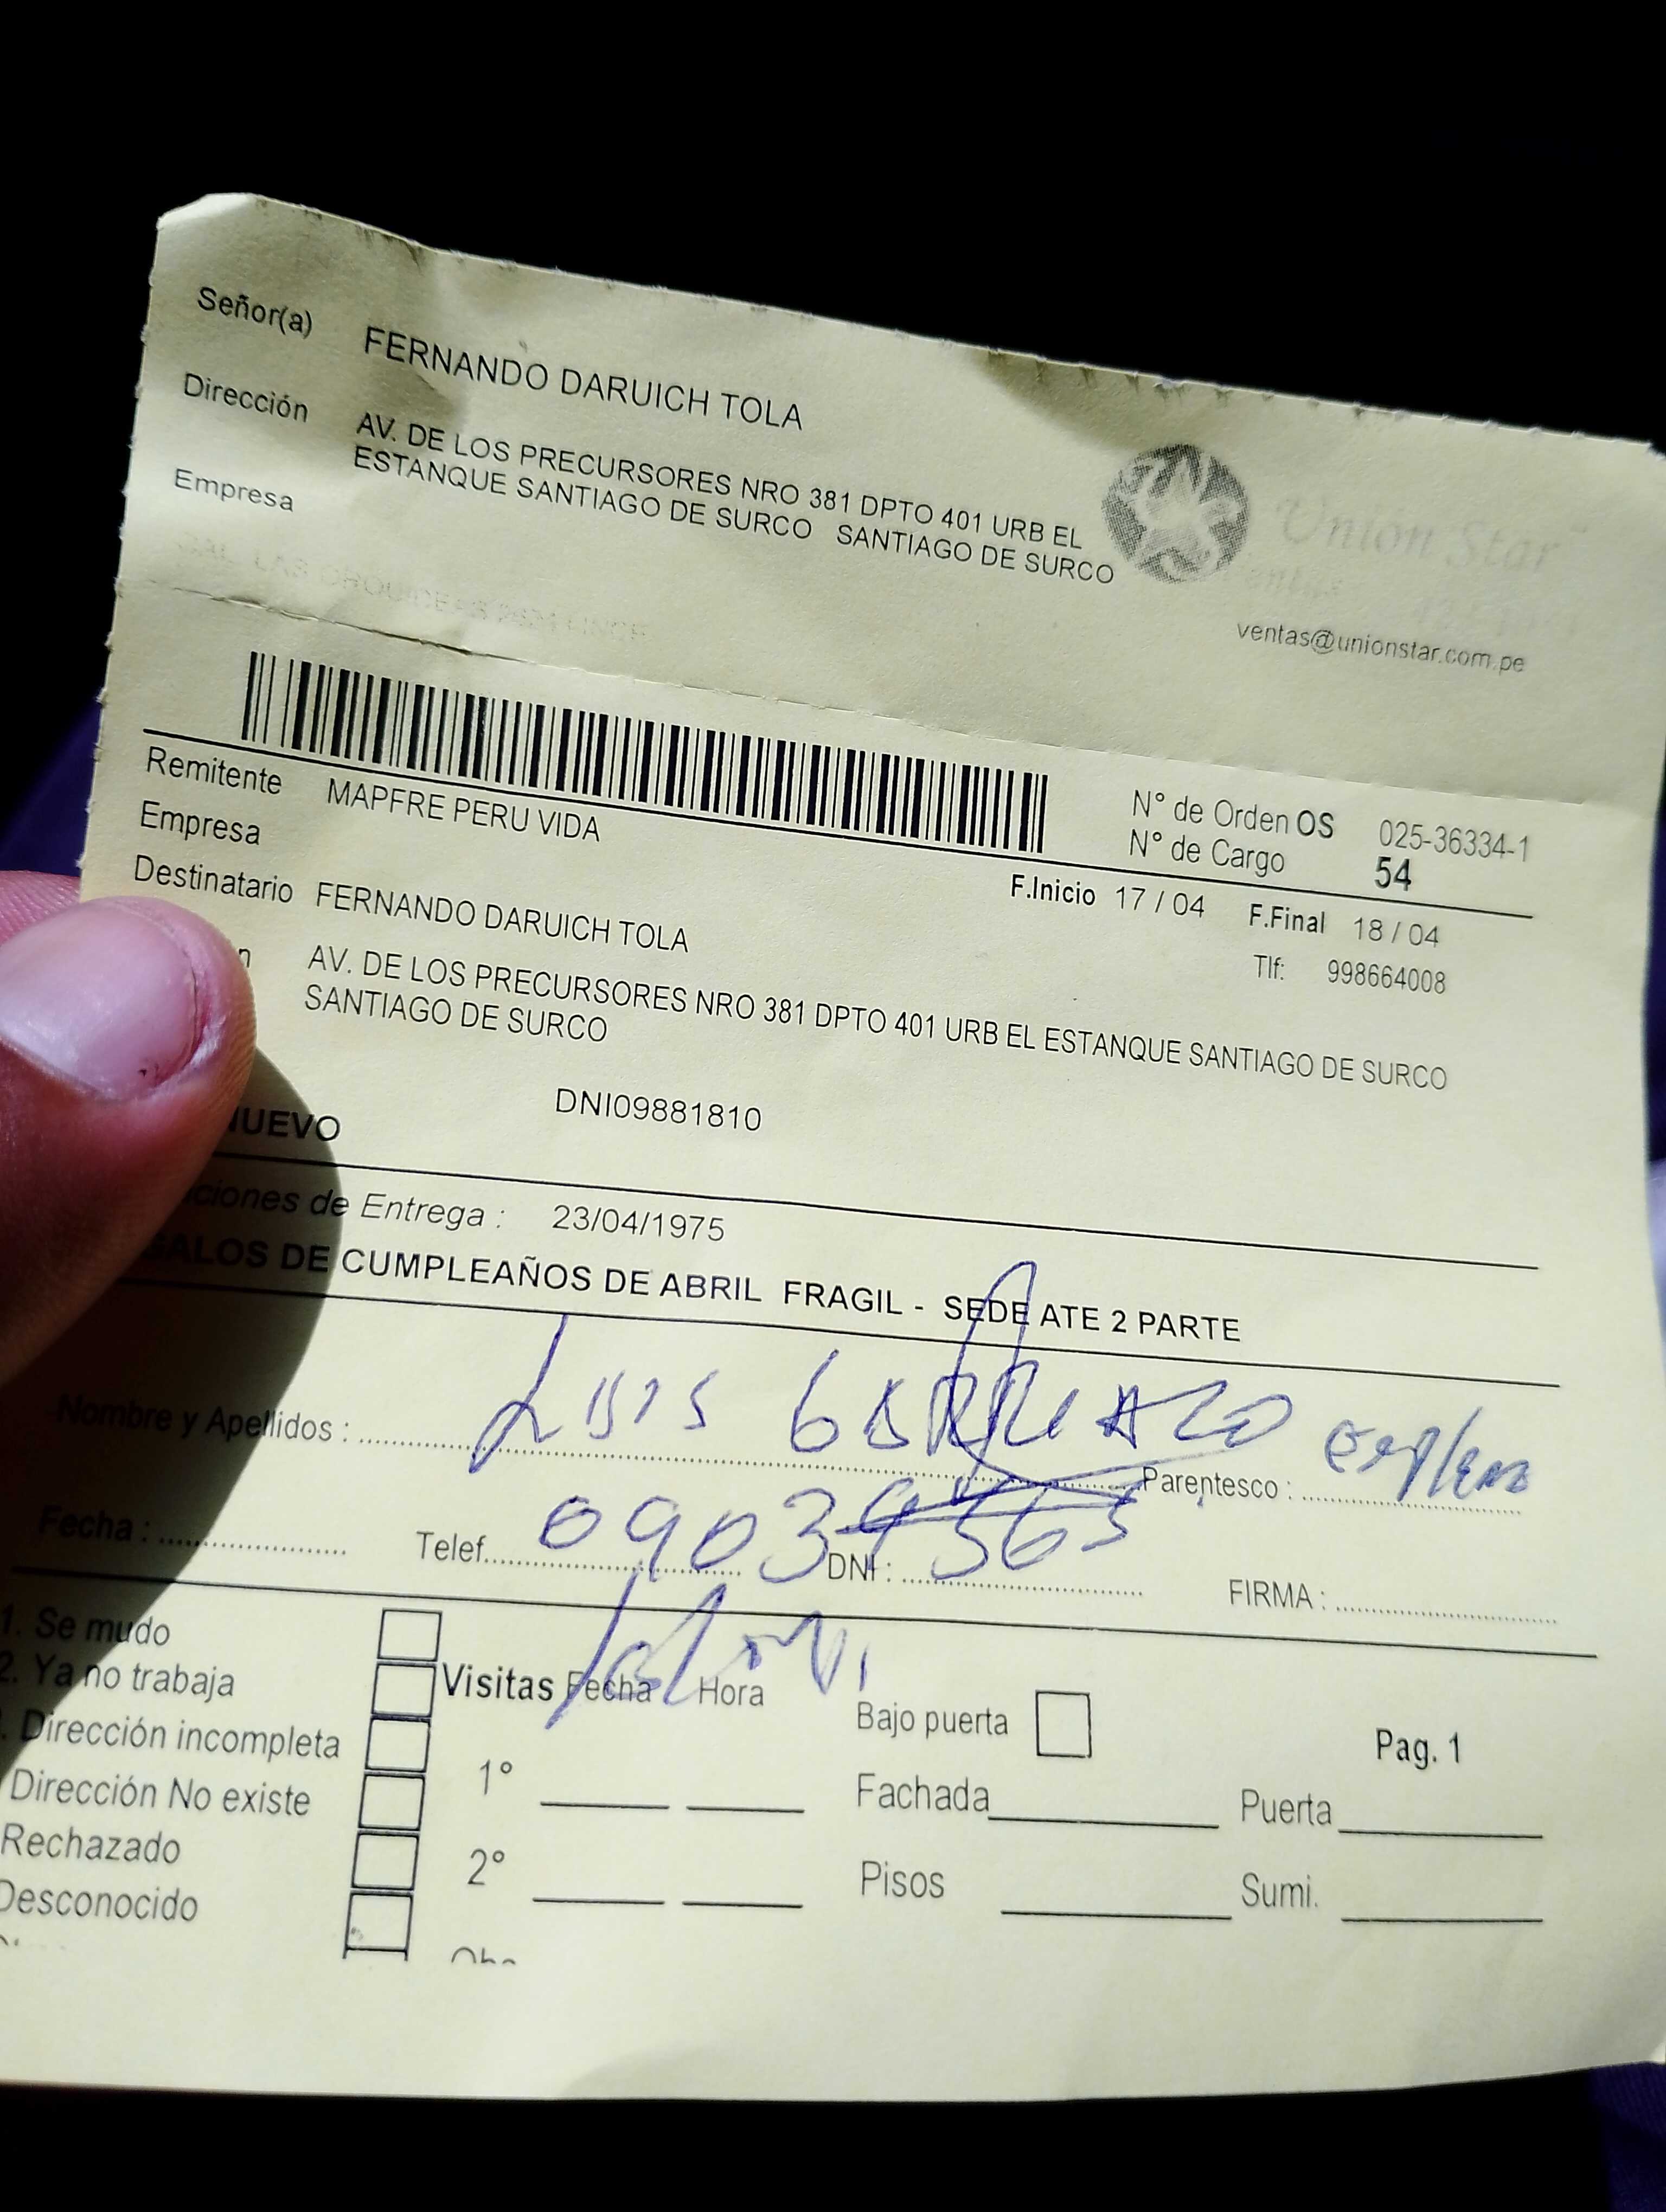 Señor(a) FERNANDO DARUICH TOLA
Dirección AV. DE LOS PRECURSORES NRO 381 DPTO 401 URB EL
ESTANQUE SANTIAGO DE SURCO SANTIAGO DE SURCO
Empresa
Union Star
ventas@unionstar.com.pe
Remitente MAPFRE PERU VIDA
Empresa
N° de Orden OS 025-36334-1
N° de Cargo 54
Destinatario FERNANDO DARUICH TOLA
F.Inicio 17 / 04 F.Final 18 / 04
Tlf: 998664008
n AV. DE LOS PRECURSORES NRO 381 DPTO 401 URB EL ESTANQUE SANTIAGO DE SURCO
SANTIAGO DE SURCO
UEVO DNI09881810
ciones de Entrega : 23/04/1975
ALOS DE CUMPLEAÑOS DE ABRIL FRAGIL - SEDE ATE 2 PARTE
Nombre y Apellidos : Luis
Parentesco :
Fecha : Telef. DNI : FIRMA :
1. Se mudo
2. Ya no trabaja
. Dirección incompleta
Dirección No existe
Rechazado
Desconocido
Visitas Fecha Hora
1°
2°
Bajo puerta Pag. 1
Fachada Puerta
Pisos Sumi.